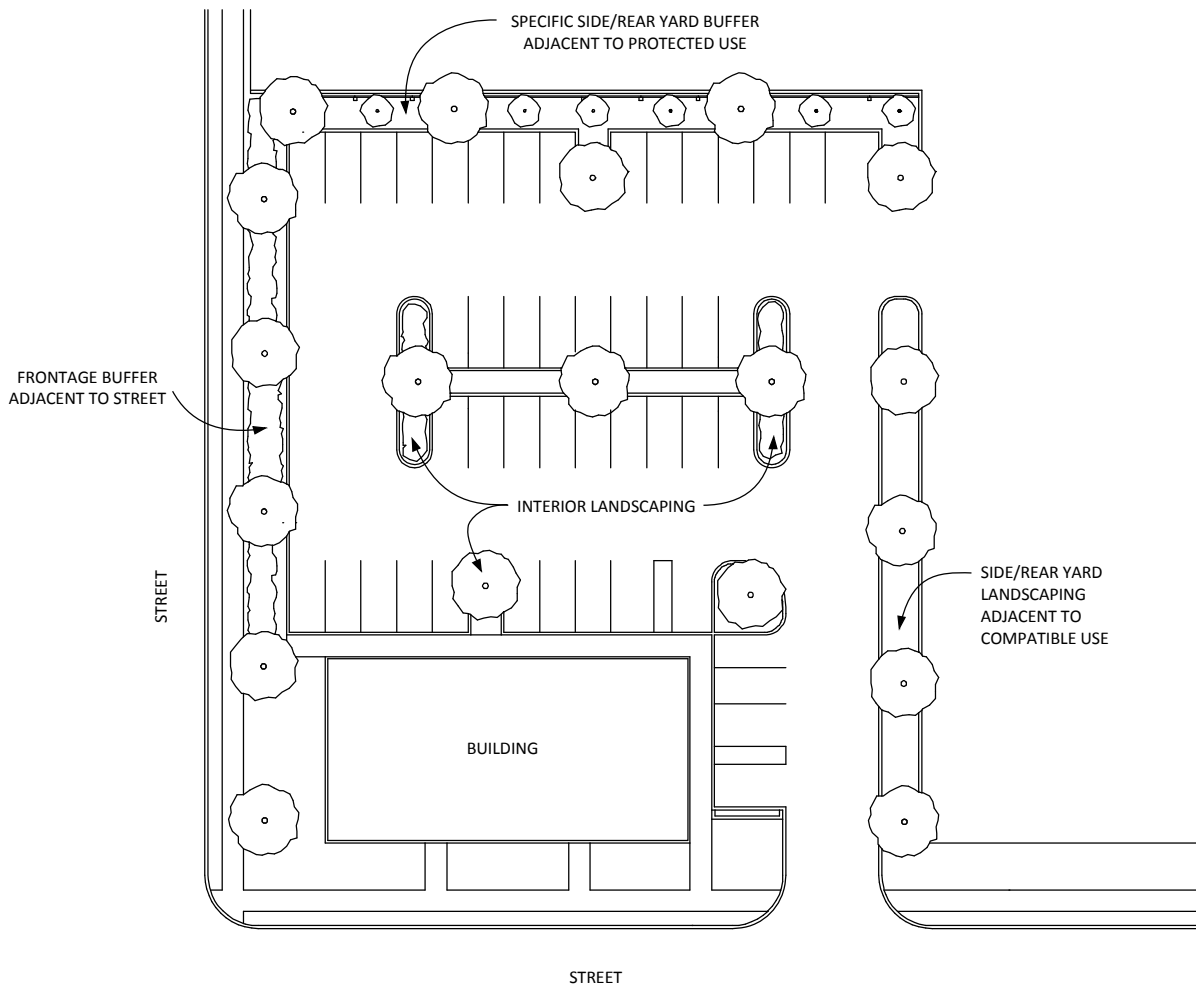 SPECIFIC SIDE/REAR YARD BUFFER
ADJACENT TO PROTECTED USE
FRONTAGE BUFFER
ADJACENT TO STREET
INTERIOR LANDSCAPING
STREET
SIDE/REAR YARD
LANDSCAPING
ADJACENT TO
COMPATIBLE USE
BUILDING
STREET